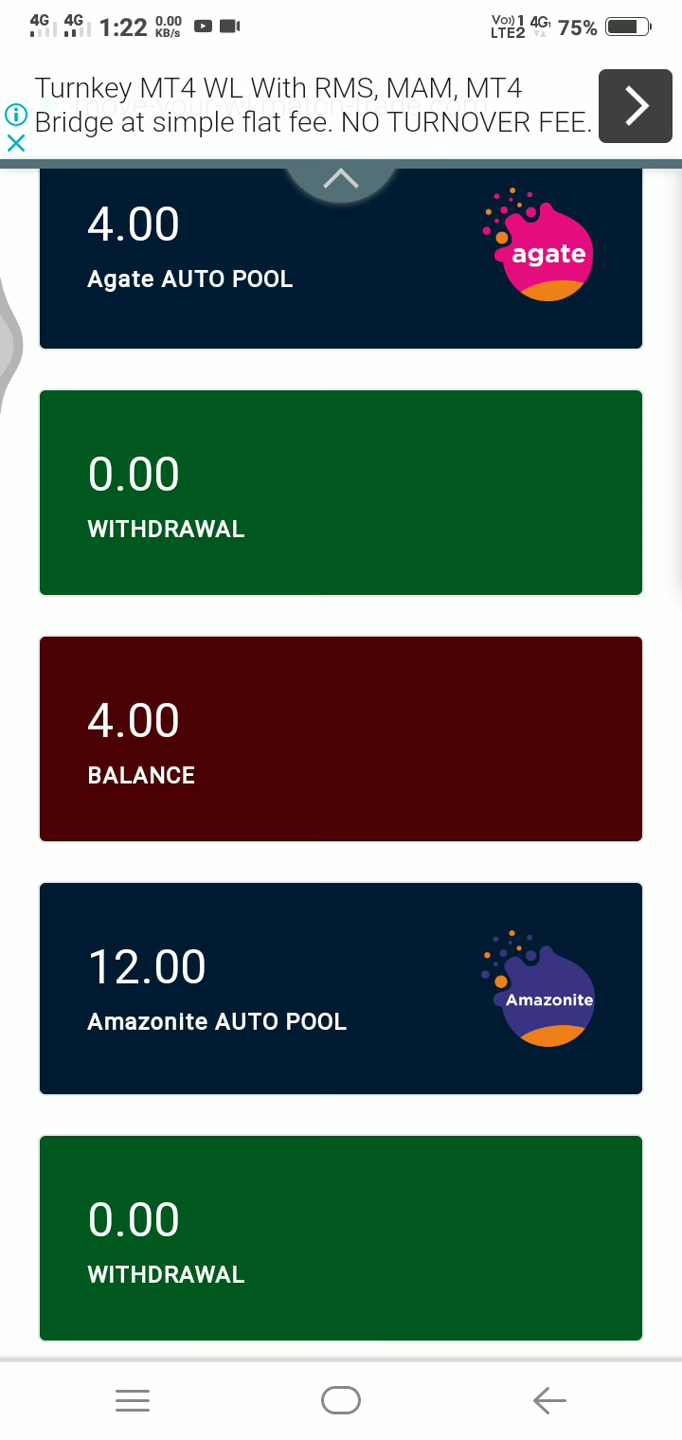 4G 4G 1:22 0.00 KB/s Vo)) 1 4G LTE2 75%
Turnkey MT4 WL With RMS, MAM, MT4
Bridge at simple flat fee. NO TURNOVER FEE.
4.00
Agate AUTO POOL
agate
0.00
WITHDRAWAL
4.00
BALANCE
12.00
Amazonite AUTO POOL
Amazonite
0.00
WITHDRAWAL